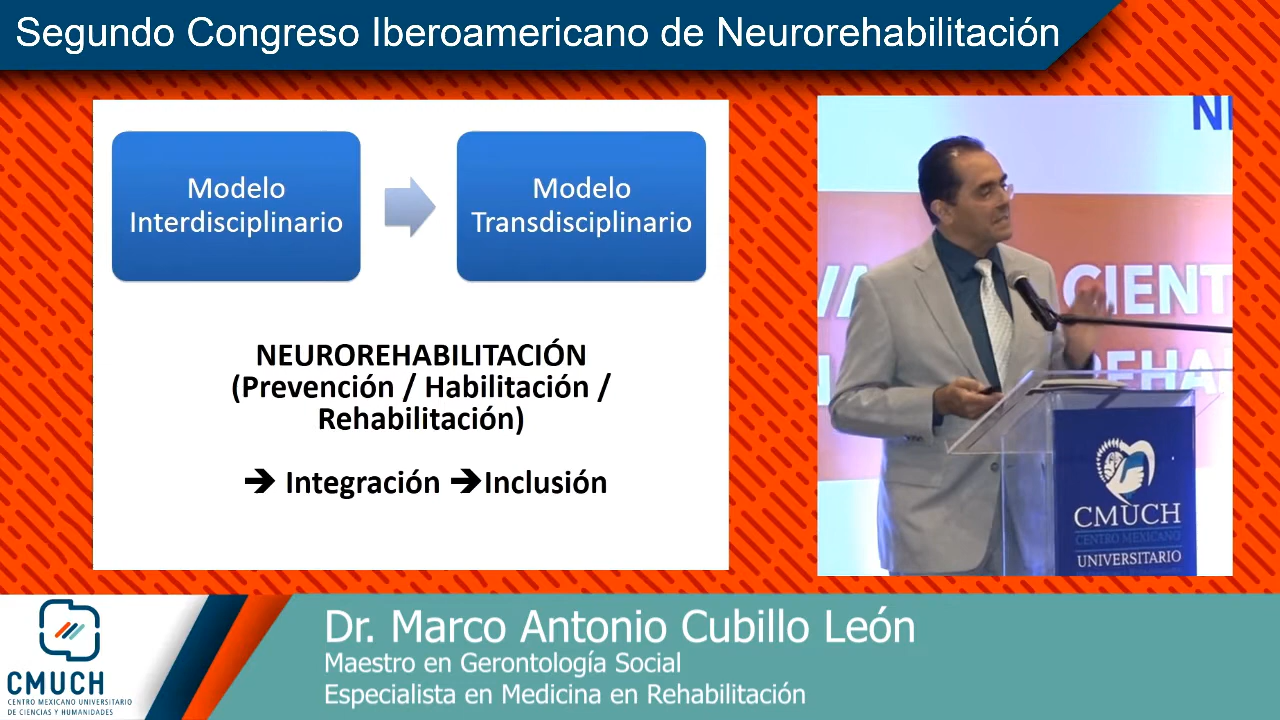 Segundo Congreso Iberoamericano de Neurorehabilitación
Modelo
Interdisciplinario
Modelo
Transdisciplinario
NEUROREHABILITACIÓN
(Prevención / Habilitación /
Rehabilitación)
➔ Integración ➔Inclusión
CIENT
REHA
CMUCH
CENTRO MEXICANO
UNIVERSITARIO
Dr. Marco Antonio Cubillo León
Maestro en Gerontología Social
Especialista en Medicina en Rehabilitación
CMUCH
CENTRO MEXICANO UNIVERSITARIO
DE CIENCIAS Y HUMANIDADES